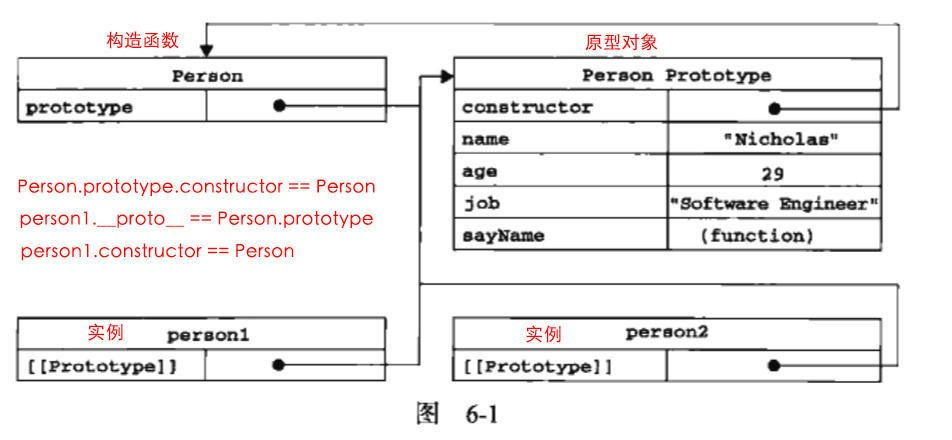 构造函数
原型对象
Person
prototype
Person Prototype
constructor
name "Nicholas"
age 29
job "Software Engineer"
sayName (function)
Person.prototype.constructor == Person
person1.__proto__ == Person.prototype
person1.constructor == Person
实例 person1
[[Prototype]]
实例 person2
[[Prototype]]
图 6-1